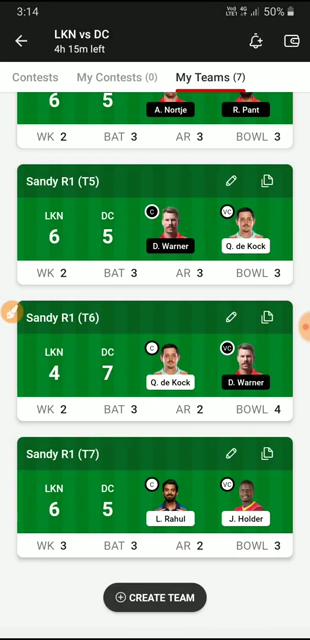 3:14
Vo) 4G
LTE1
50%
LKN vs DC
4h 15m left
Contests My Contests (0) My Teams (7)
6 5 A. Nortje R. Pant
WK 2 BAT 3 AR 3 BOWL 3
Sandy R1 (T5)
LKN DC C VC
6 5 D. Warner Q. de Kock
WK 2 BAT 3 AR 3 BOWL 3
Sandy R1 (T6)
LKN DC C VC
4 7 Q. de Kock D. Warner
WK 2 BAT 3 AR 2 BOWL 4
Sandy R1 (T7)
LKN DC C VC
6 5 L. Rahul J. Holder
WK 3 BAT 3 AR 2 BOWL 3
CREATE TEAM